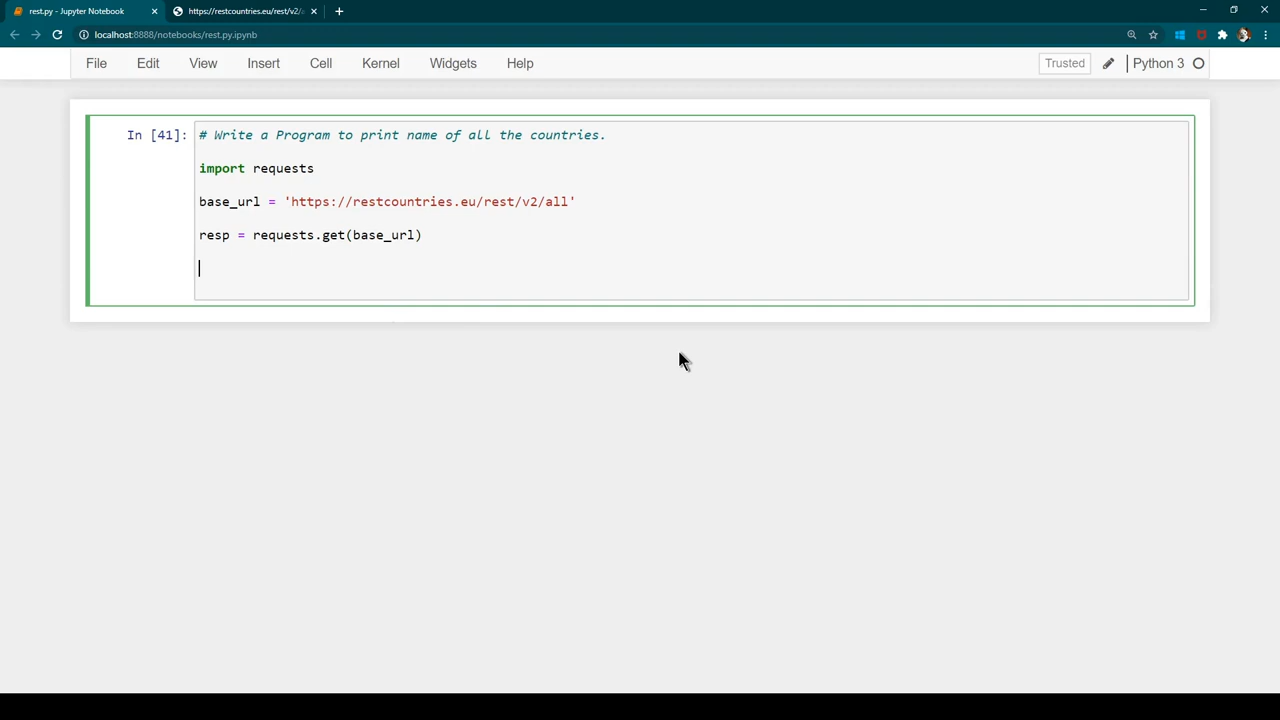 rest.py - Jupyter Notebook
https://restcountries.eu/rest/v2/a
localhost:8888/notebooks/rest.py.ipynb
File Edit View Insert Cell Kernel Widgets Help Trusted Python 3
In [41]: # Write a Program to print name of all the countries.
import requests
base_url = 'https://restcountries.eu/rest/v2/all'
resp = requests.get(base_url)